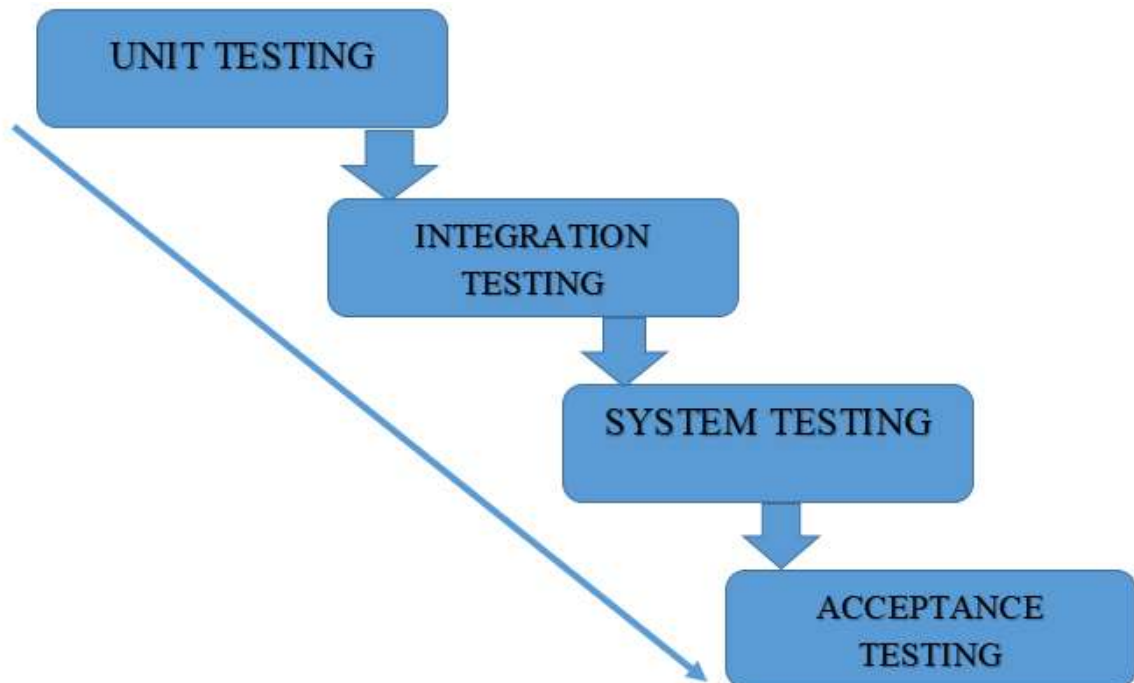 UNIT TESTING
INTEGRATION
TESTING
SYSTEM TESTING
ACCEPTANCE
TESTING